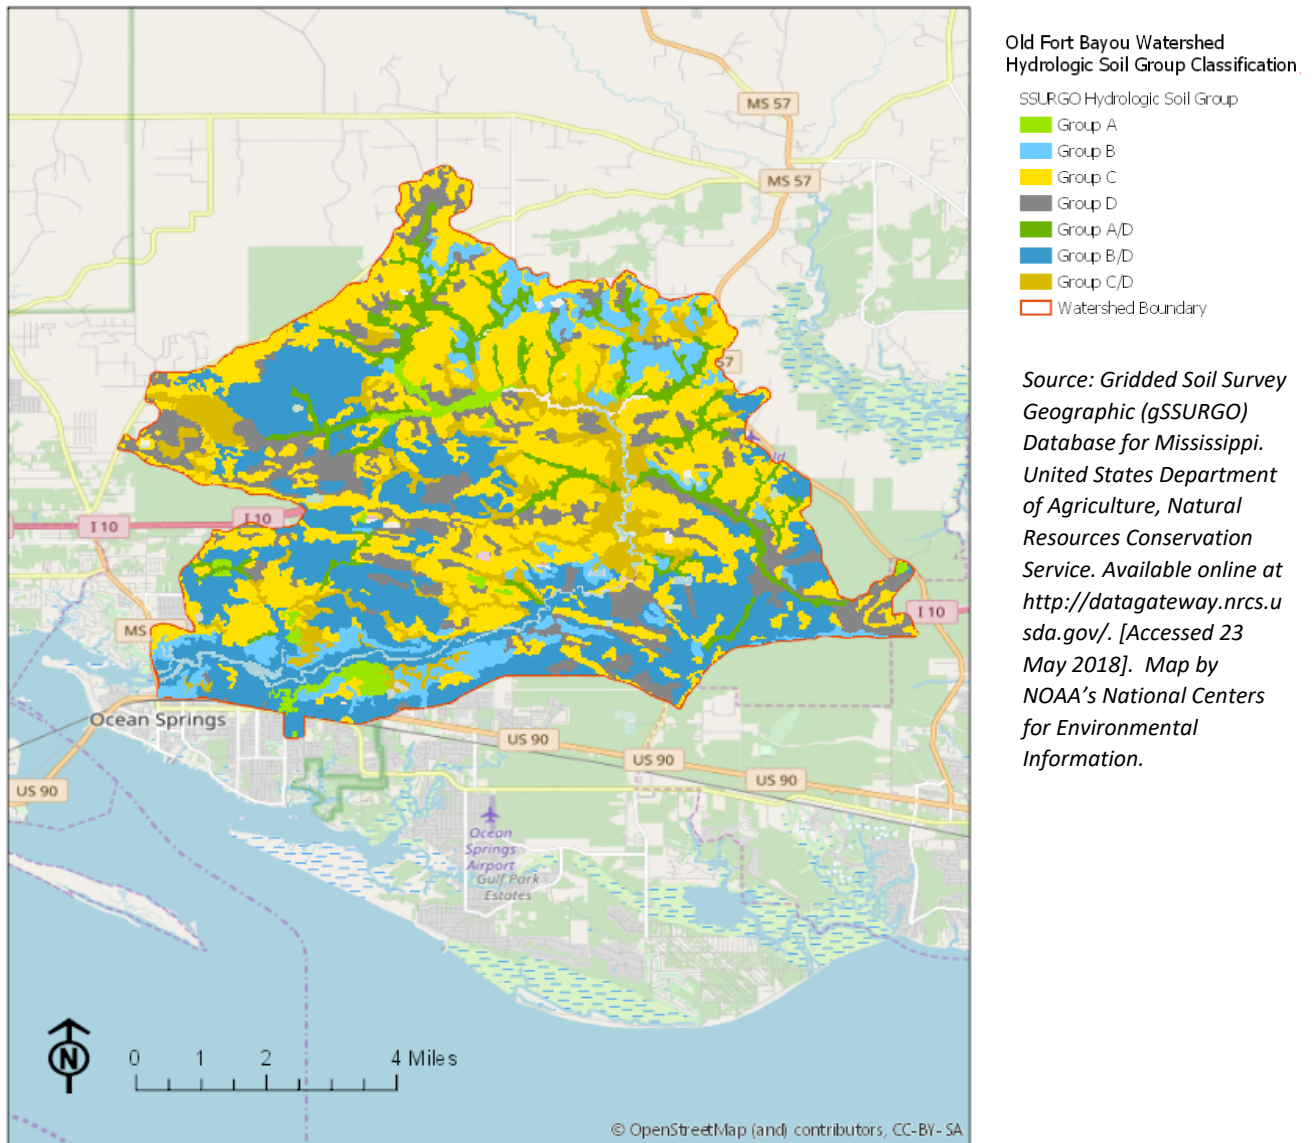 MS 57
MS 57
57
ld
I 10
I 10
I 10
MS
Ocean Springs
US 90
US 90
US 90
US 90
Ocean
Springs
Airport
Gulf Park
Estates
N
0 1 2 4 Miles
© OpenStreetMap (and) contributors, CC-BY-SA
Old Fort Bayou Watershed
Hydrologic Soil Group Classification
SSURGO Hydrologic Soil Group
Group A
Group B
Group C
Group D
Group A/D
Group B/D
Group C/D
Watershed Boundary
Source: Gridded Soil Survey
Geographic (gSSURGO)
Database for Mississippi.
United States Department
of Agriculture, Natural
Resources Conservation
Service. Available online at
http://datagateway.nrcs.u
sda.gov/. [Accessed 23
May 2018]. Map by
NOAA's National Centers
for Environmental
Information.